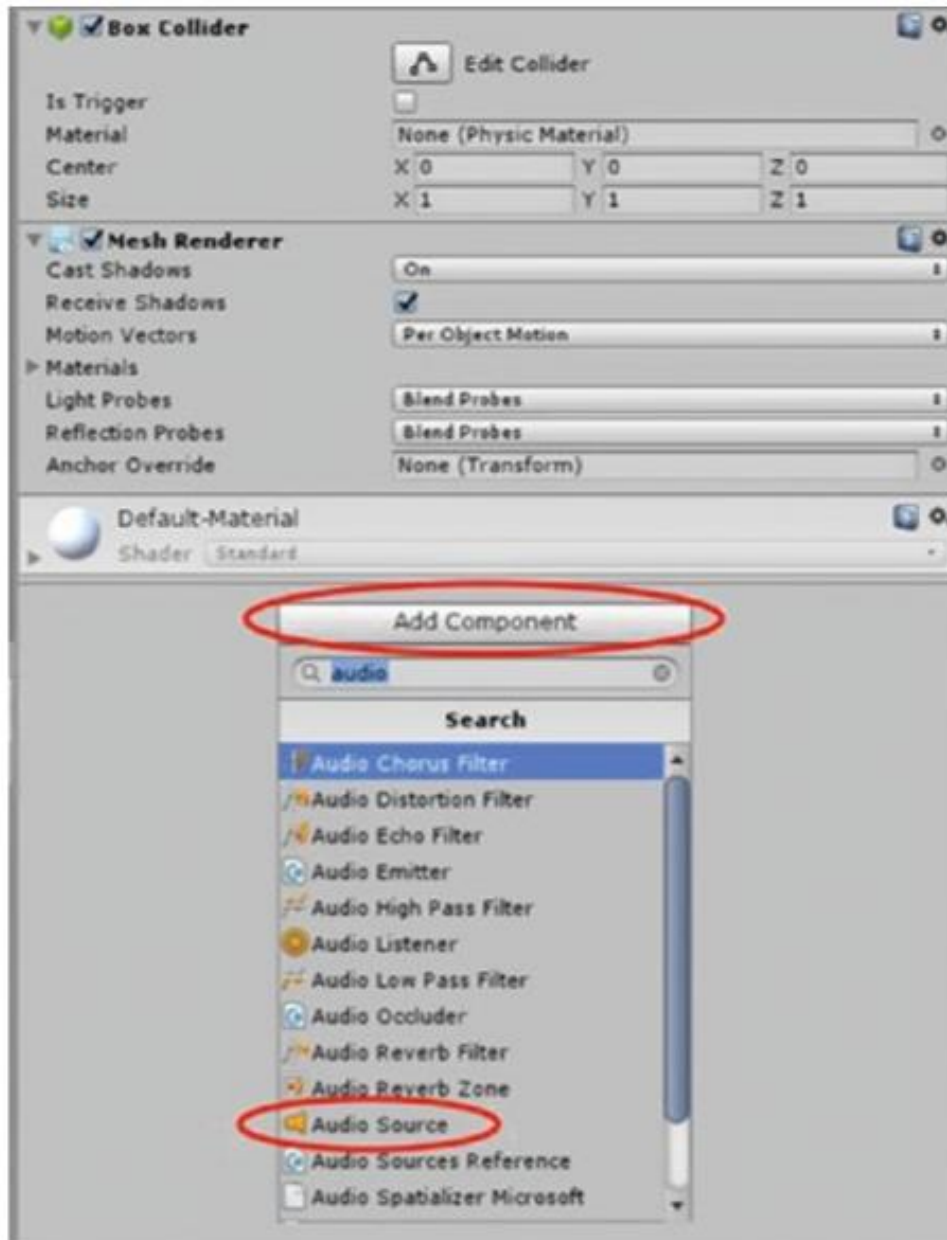 Box Collider
Edit Collider
Is Trigger
Material None (Physic Material)
Center X 0 Y 0 Z 0
Size X 1 Y 1 Z 1
Mesh Renderer
Cast Shadows On
Receive Shadows
Motion Vectors Per Object Motion
Materials
Light Probes Blend Probes
Reflection Probes Blend Probes
Anchor Override None (Transform)
Default-Material
Shader Standard
Add Component
audio
Search
Audio Chorus Filter
Audio Distortion Filter
Audio Echo Filter
Audio Emitter
Audio High Pass Filter
Audio Listener
Audio Low Pass Filter
Audio Occluder
Audio Reverb Filter
Audio Reverb Zone
Audio Source
Audio Sources Reference
Audio Spatializer Microsoft